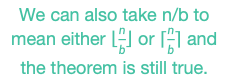 We can also take n/b to
mean either ⌊n/b⌋ or ⌈n/b⌉ and
the theorem is still true.